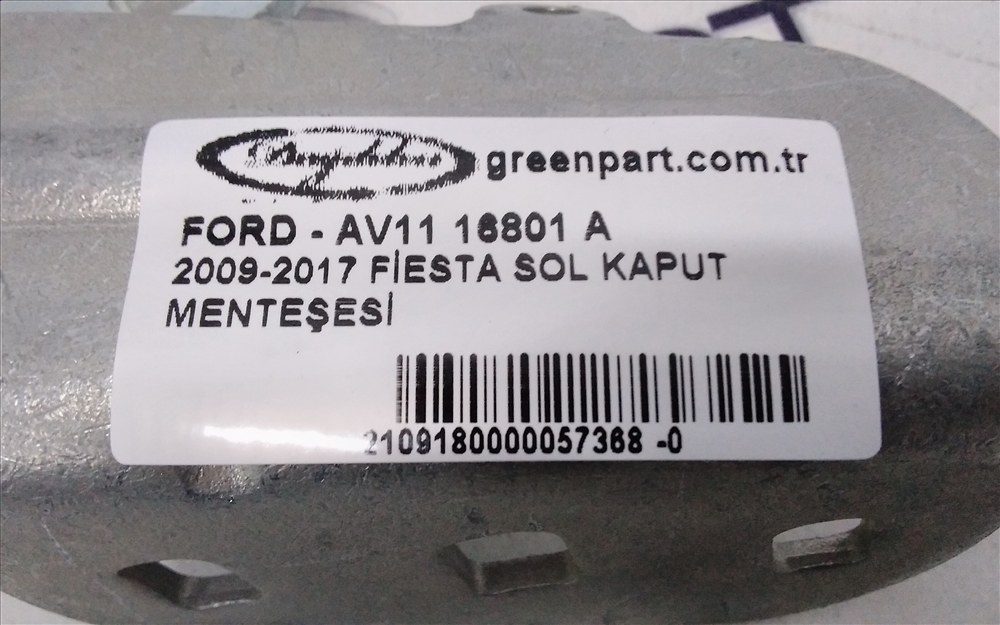 greenpart.com.tr
FORD - AV11 16801 A
2009-2017 FİESTA SOL KAPUT
MENTEŞESİ
2109180000057368 -0